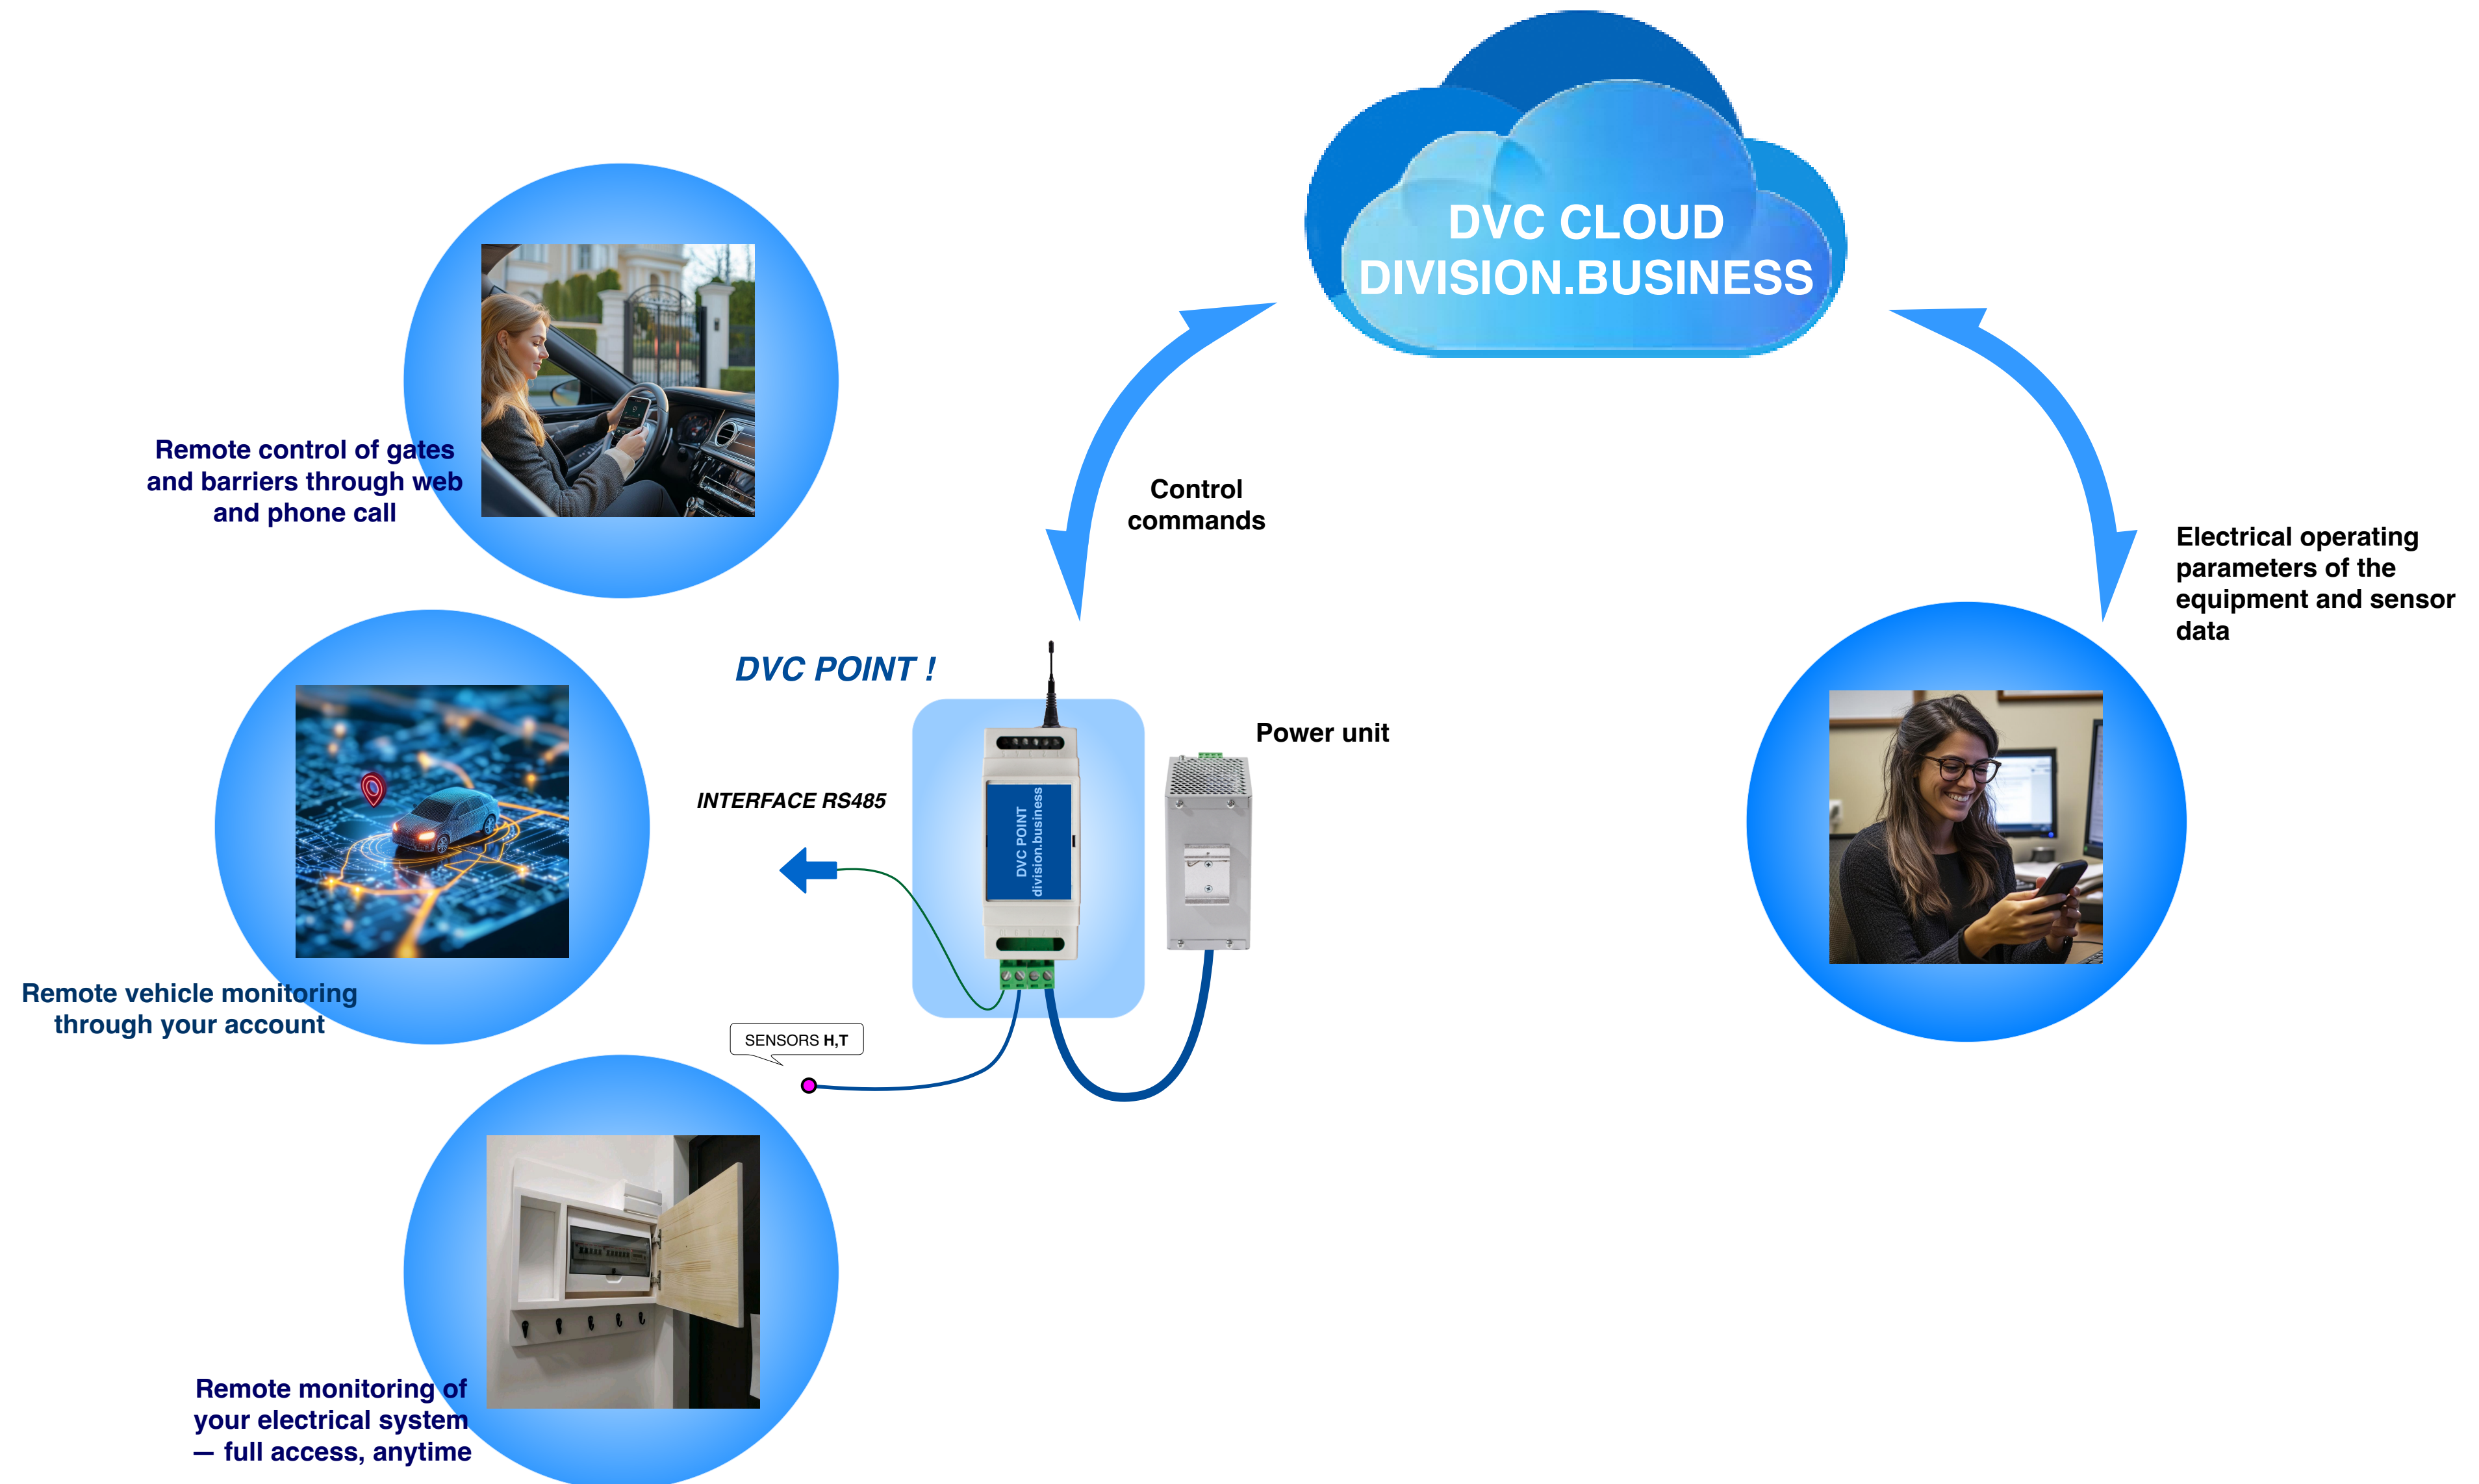 DVC CLOUD
DIVISION.BUSINESS
Remote control of gates
and barriers through web
and phone call
Control
commands
Electrical operating
parameters of the
equipment and sensor
data
DVC POINT !
Power unit
INTERFACE RS485
DVC POINT
division.business
Remote vehicle monitoring
through your account
SENSORS H,T
Remote monitoring of
your electrical system
— full access, anytime